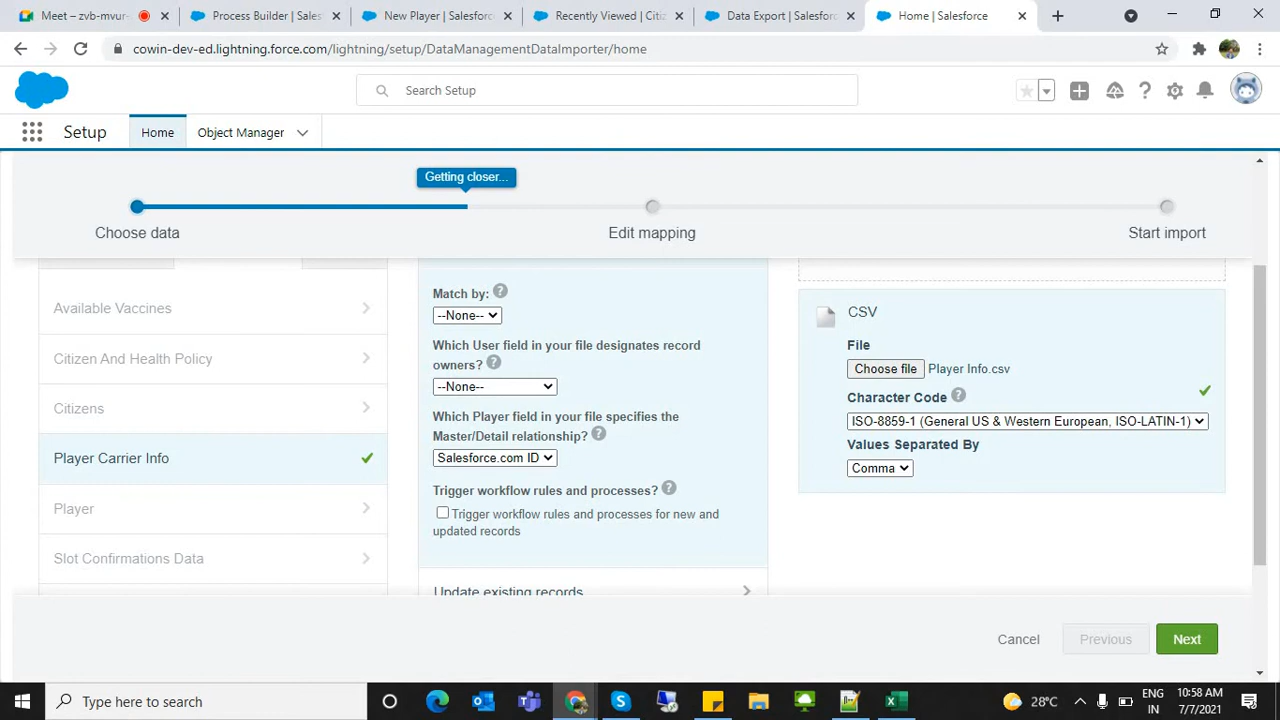 Meet – zvb-mvur
Process Builder | Salesf
New Player | Salesforc
Recently Viewed | Citiz
Data Export | Salesforc
Home | Salesforce
cowin-dev-ed.lightning.force.com/lightning/setup/DataManagementDataImporter/home
Search Setup
Setup
Home
Object Manager
Getting closer...
Choose data
Edit mapping
Start import
Available Vaccines
Citizen And Health Policy
Citizens
Player Carrier Info
Player
Slot Confirmations Data
Match by:
--None--
Which User field in your file designates record
owners?
--None--
Which Player field in your file specifies the
Master/Detail relationship?
Salesforce.com ID
Trigger workflow rules and processes?
Trigger workflow rules and processes for new and
updated records
Update existing records
CSV
File
Choose file Player Info.csv
Character Code
ISO-8859-1 (General US & Western European, ISO-LATIN-1)
Values Separated By
Comma
Cancel
Previous
Next
Type here to search
28°C
ENG
IN
10:58 AM
7/7/2021